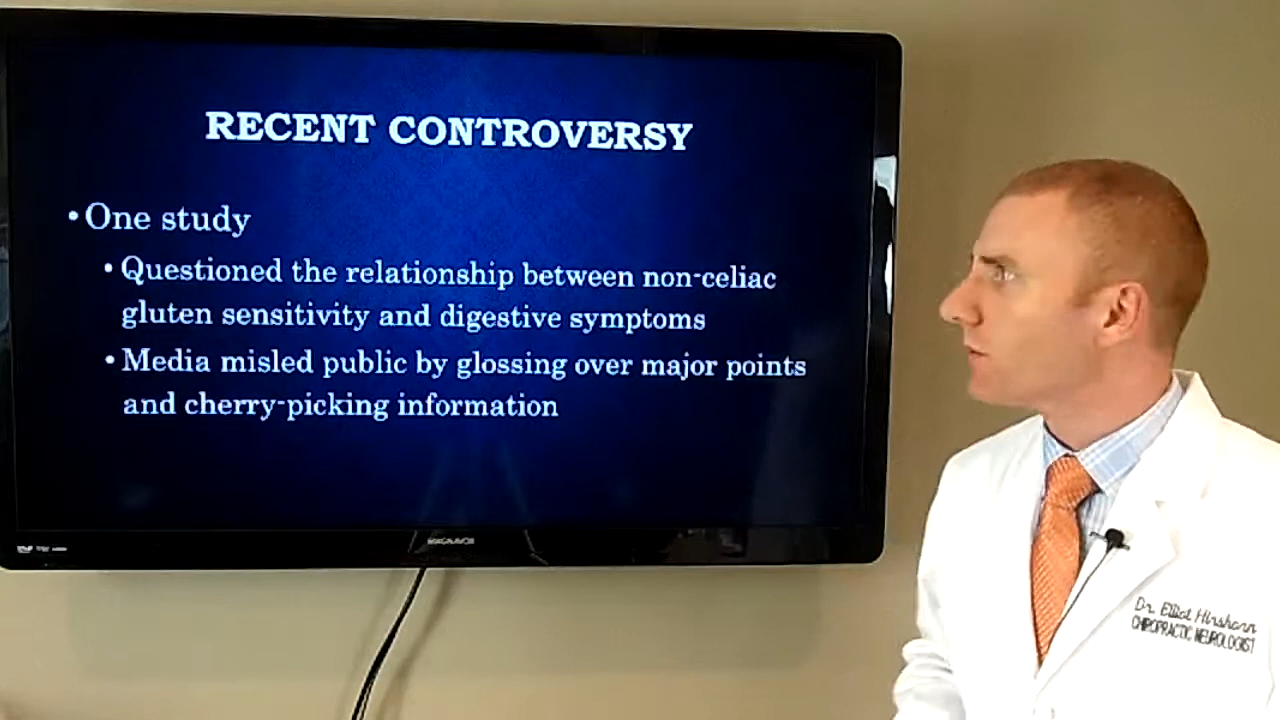 RECENT CONTROVERSY
• One study
• Questioned the relationship between non-celiac
gluten sensitivity and digestive symptoms
• Media misled public by glossing over major points
and cherry-picking information
MAGNAVOX
Dr. Elliot Hirshorn
CHIROPRACTIC NEUROLOGIST